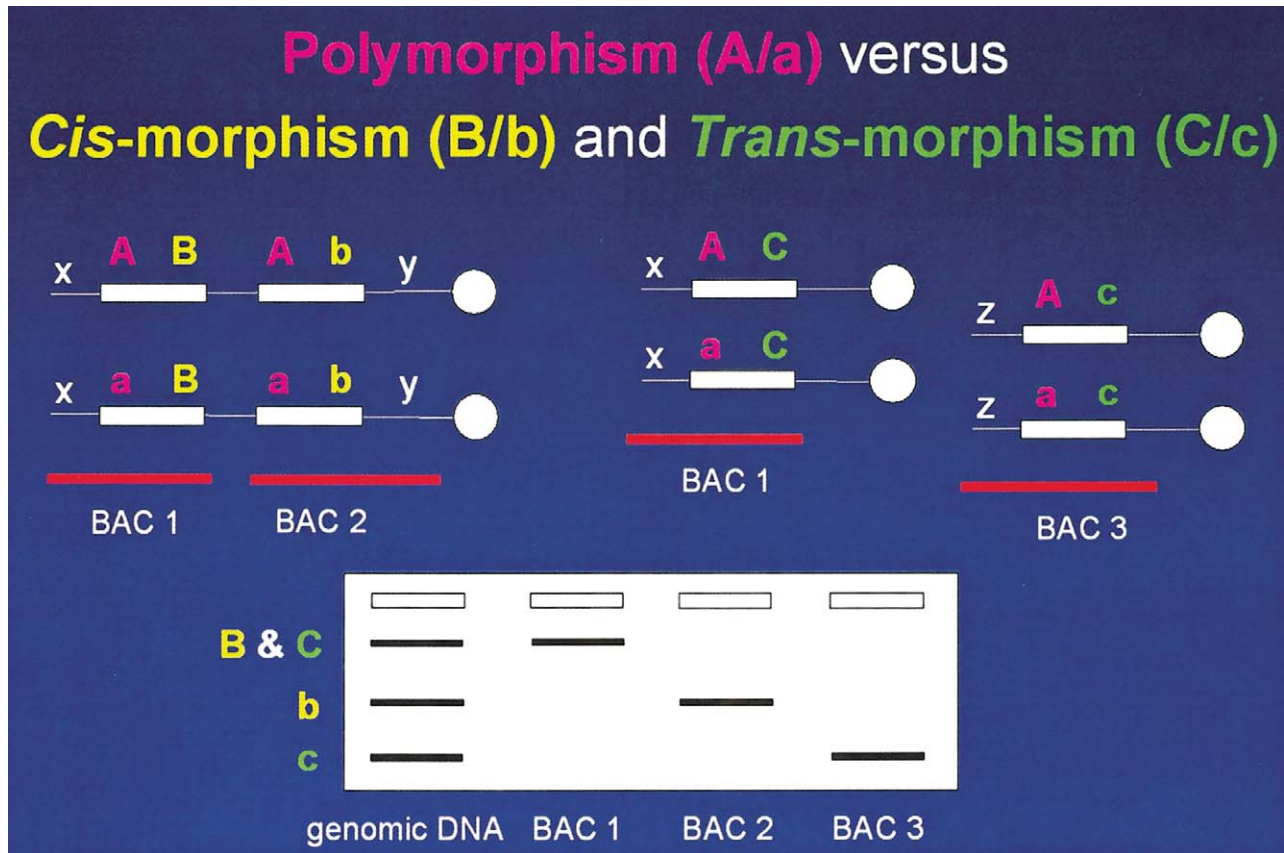 Polymorphism (A/a) versus
Cis-morphism (B/b) and Trans-morphism (C/c)
x A B A b y
x a B a b y
BAC 1 BAC 2
x A C
x a C
BAC 1
z A c
z a c
BAC 3
B & C
b
c
genomic DNA BAC 1 BAC 2 BAC 3